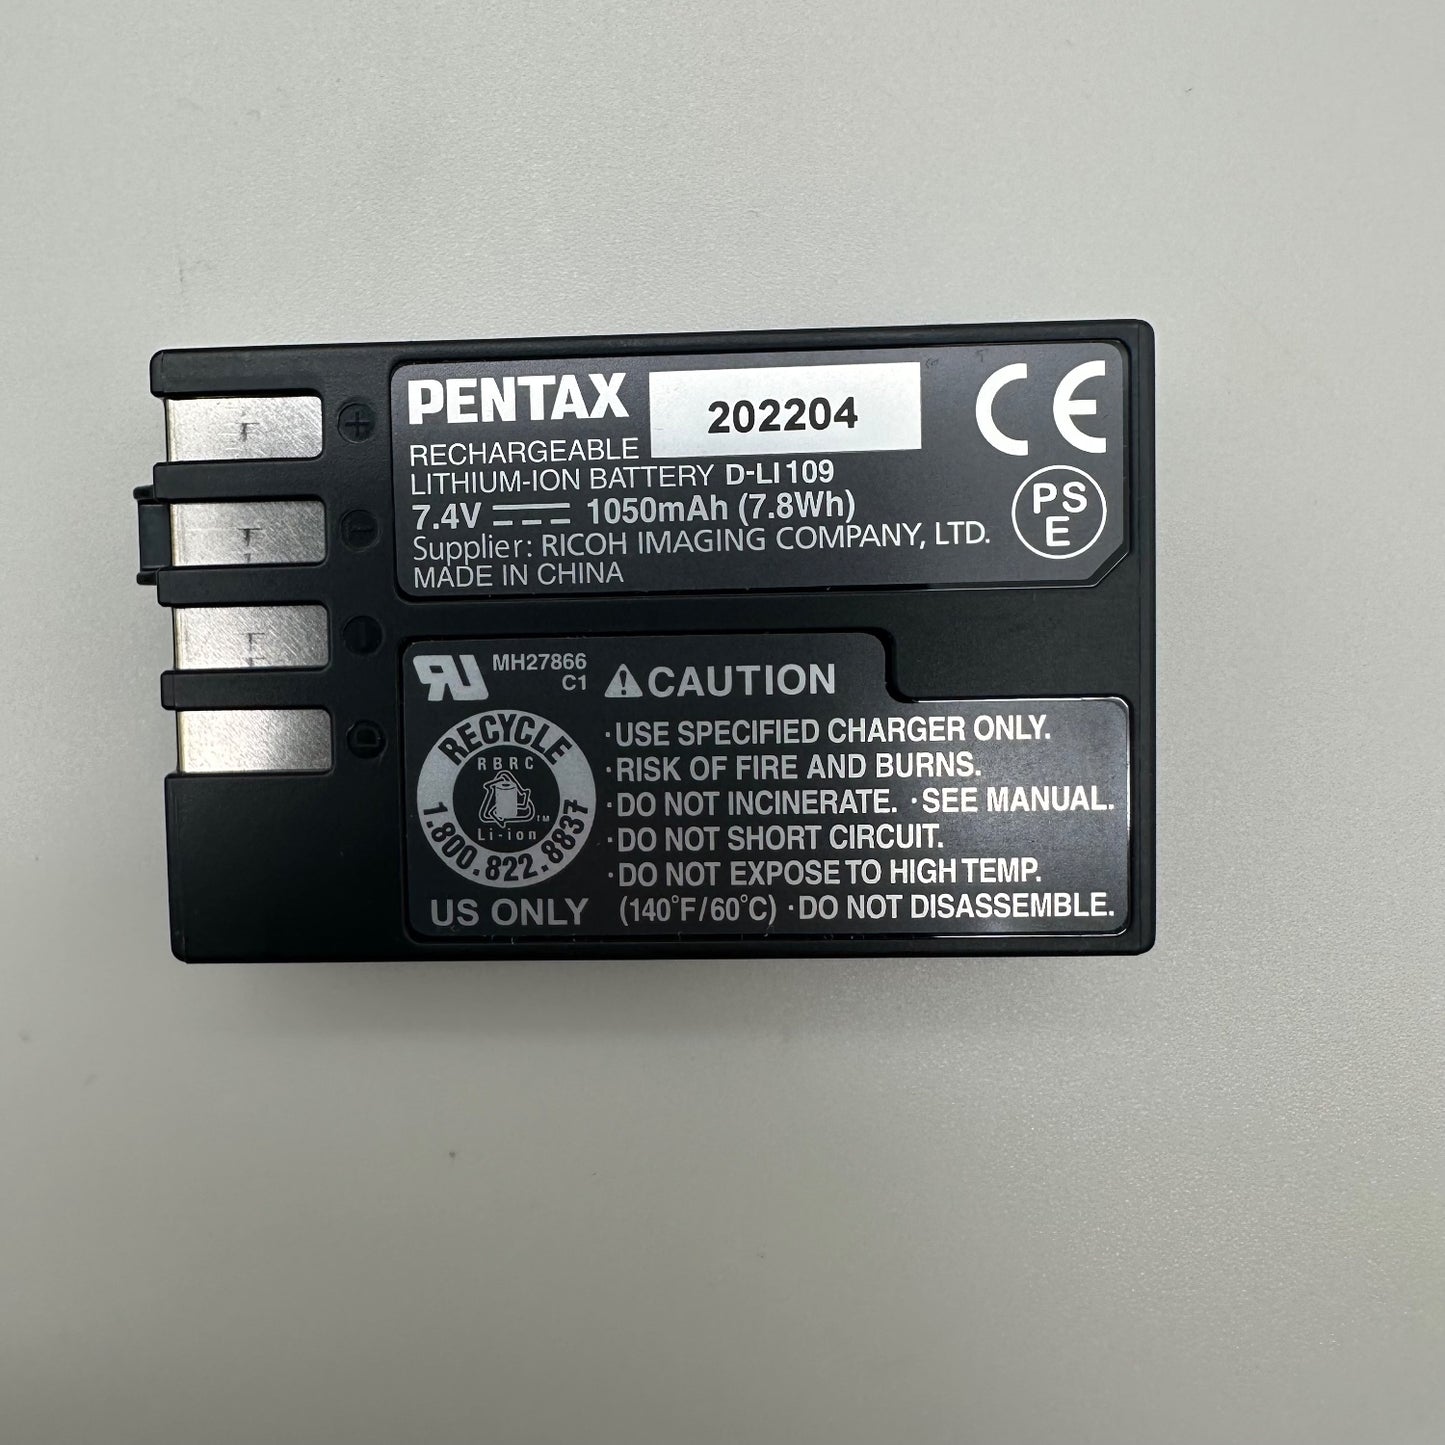 PENTAX 202204 CE
RECHARGEABLE
LITHIUM-ION BATTERY D-LI109
7.4V 1050mAh (7.8Wh)
PS
E
Supplier: RICOH IMAGING COMPANY, LTD.
MADE IN CHINA
+
T
-
D
RU MH27866
C1
⚠CAUTION
·USE SPECIFIED CHARGER ONLY.
·RISK OF FIRE AND BURNS.
·DO NOT INCINERATE. ·SEE MANUAL.
·DO NOT SHORT CIRCUIT.
·DO NOT EXPOSE TO HIGH TEMP.
(140°F/60°C) ·DO NOT DISASSEMBLE.
RECYCLE
RBRC
Li-ion
TM
1.800.822.8837
US ONLY